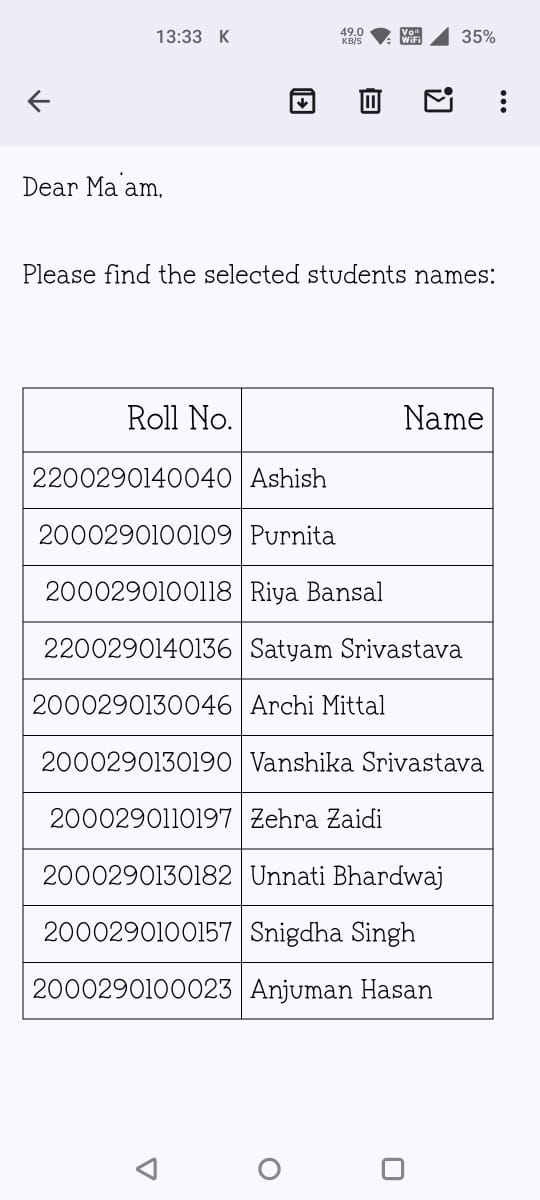 13:33 K 49.0 KB/S Vo WiFi 35%
Dear Ma'am,
Please find the selected students names:
Roll No. Name
2200290140040 Ashish
2000290100109 Purnita
2000290100118 Riya Bansal
2200290140136 Satyam Srivastava
2000290130046 Archi Mittal
2000290130190 Vanshika Srivastava
2000290110197 Zehra Zaidi
2000290130182 Unnati Bhardwaj
2000290100157 Snigdha Singh
2000290100023 Anjuman Hasan